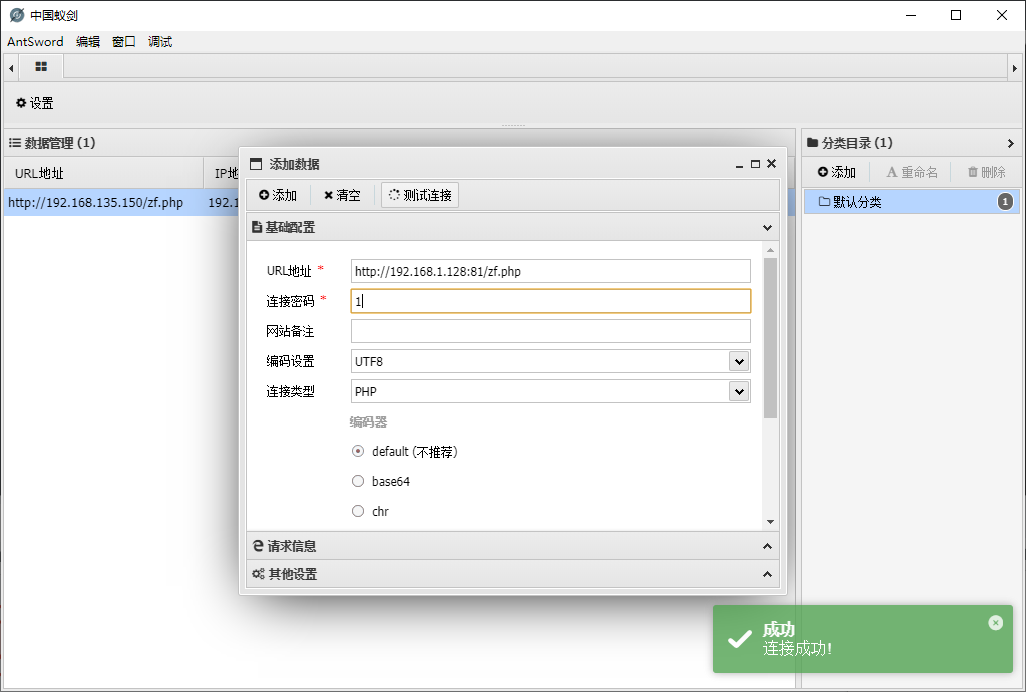 中国蚁剑
AntSword 编辑 窗口 调试
设置
数据管理 (1)
分类目录 (1)
URL地址 IP地
添加 重命名 删除
http://192.168.135.150/zf.php 192.1
默认分类 1
添加数据
添加 清空 测试连接
基础配置
URL地址 * http://192.168.1.128:81/zf.php
连接密码 * 1
网站备注
编码设置 UTF8
连接类型 PHP
编码器
default (不推荐)
base64
chr
请求信息
其他设置
成功
连接成功!